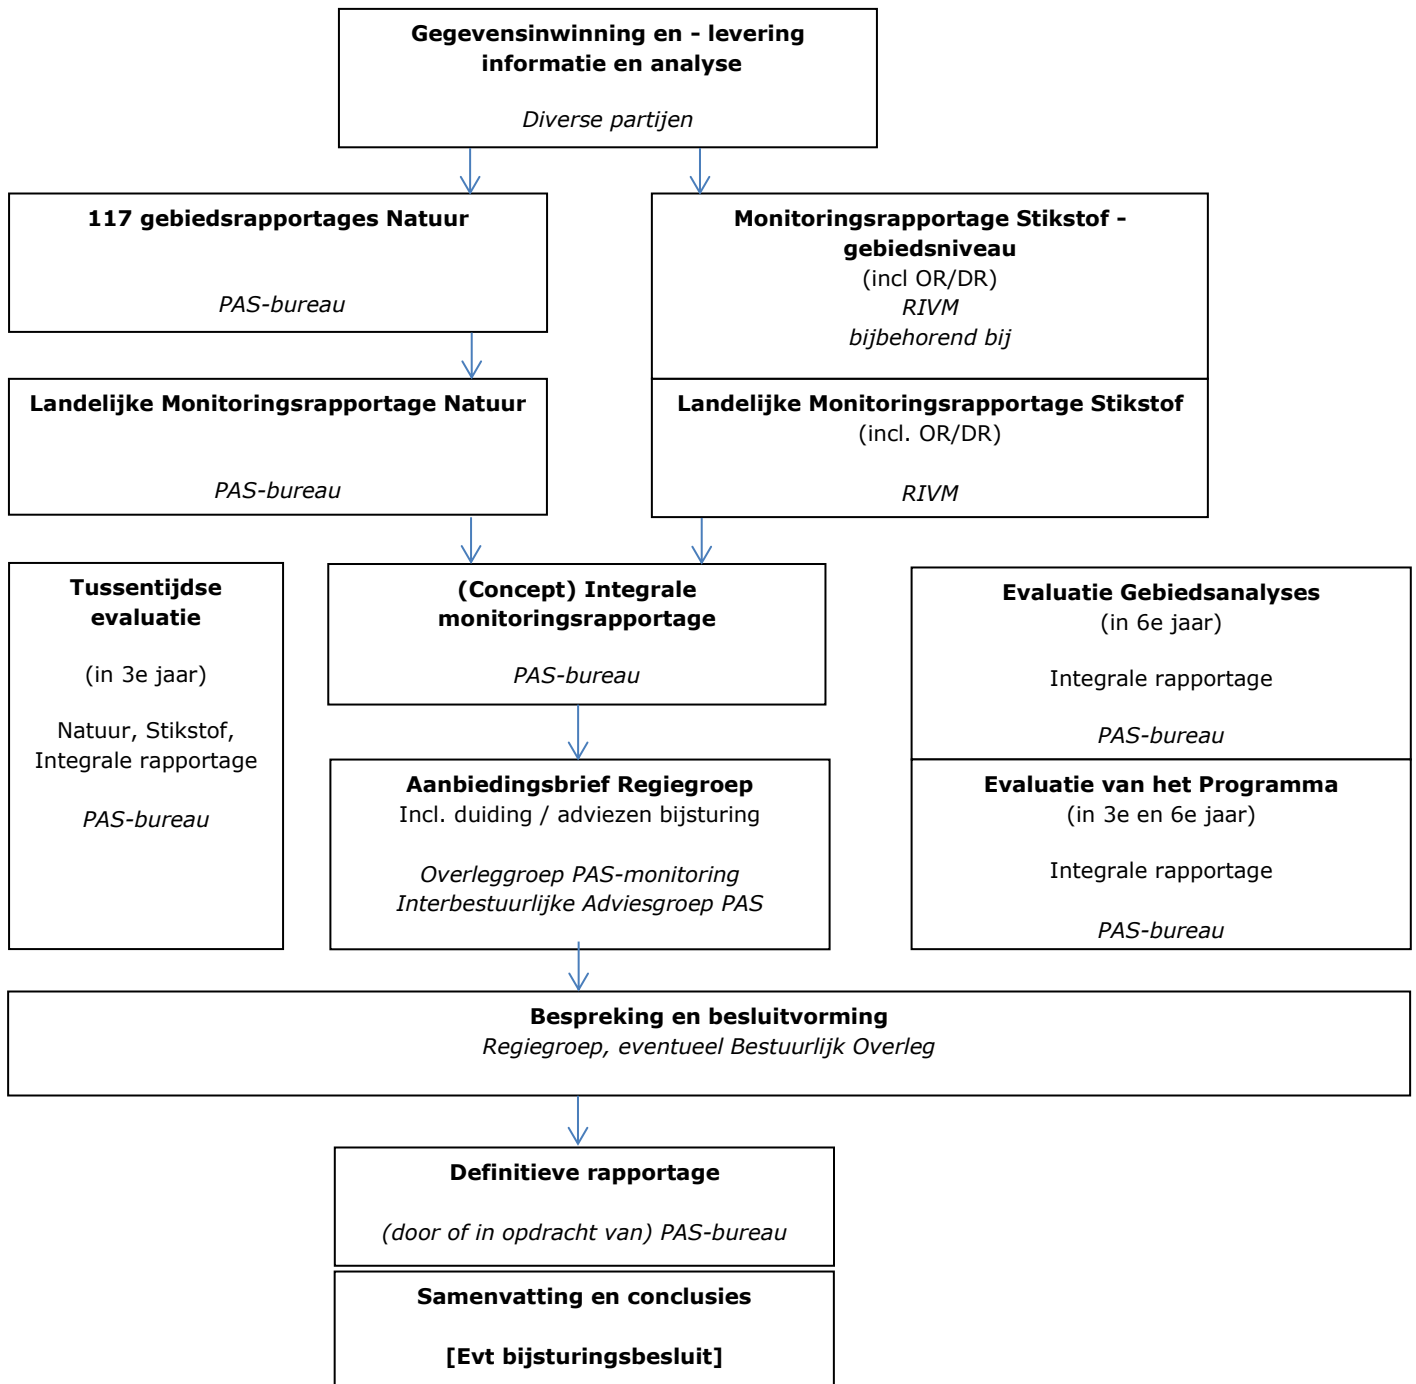 Gegevensinwinning en - levering
informatie en analyse
Diverse partijen
117 gebiedsrapportages Natuur
PAS-bureau
Monitoringsrapportage Stikstof -
gebiedsniveau
(incl OR/DR)
RIVM
bijbehorend bij
Landelijke Monitoringsrapportage Natuur
PAS-bureau
Landelijke Monitoringsrapportage Stikstof
(incl. OR/DR)
RIVM
Tussentijdse
evaluatie
(in 3e jaar)
Natuur, Stikstof,
Integrale rapportage
PAS-bureau
(Concept) Integrale
monitoringsrapportage
PAS-bureau
Aanbiedingsbrief Regiegroep
Incl. duiding / adviezen bijsturing
Overleggroep PAS-monitoring
Interbestuurlijke Adviesgroep PAS
Evaluatie Gebiedsanalyses
(in 6e jaar)
Integrale rapportage
PAS-bureau
Evaluatie van het Programma
(in 3e en 6e jaar)
Integrale rapportage
PAS-bureau
Bespreking en besluitvorming
Regiegroep, eventueel Bestuurlijk Overleg
Definitieve rapportage
(door of in opdracht van) PAS-bureau
Samenvatting en conclusies
[Evt bijsturingsbesluit]